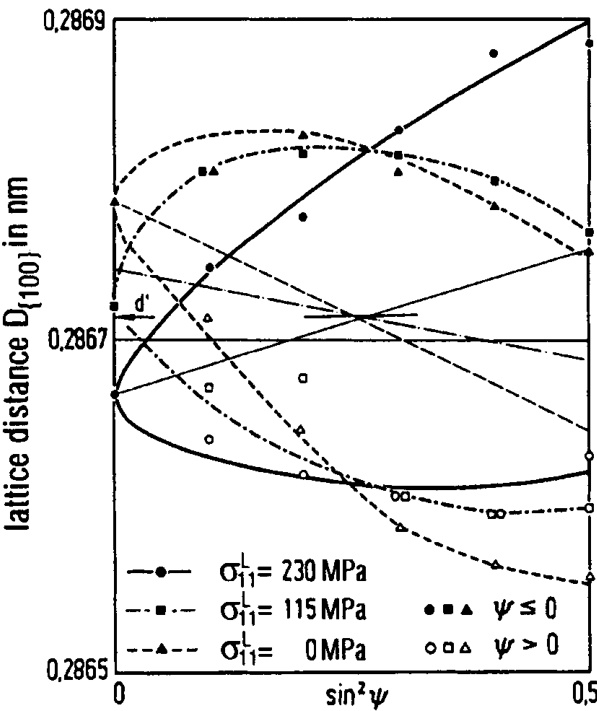 0,2869
lattice distance D{100} in nm
d'
0,2867
σ₁₁ᴸ = 230 MPa
σ₁₁ᴸ = 115 MPa
ψ ≤ 0
σ₁₁ᴸ = 0 MPa
ψ > 0
0,2865
0
sin²ψ
0,5